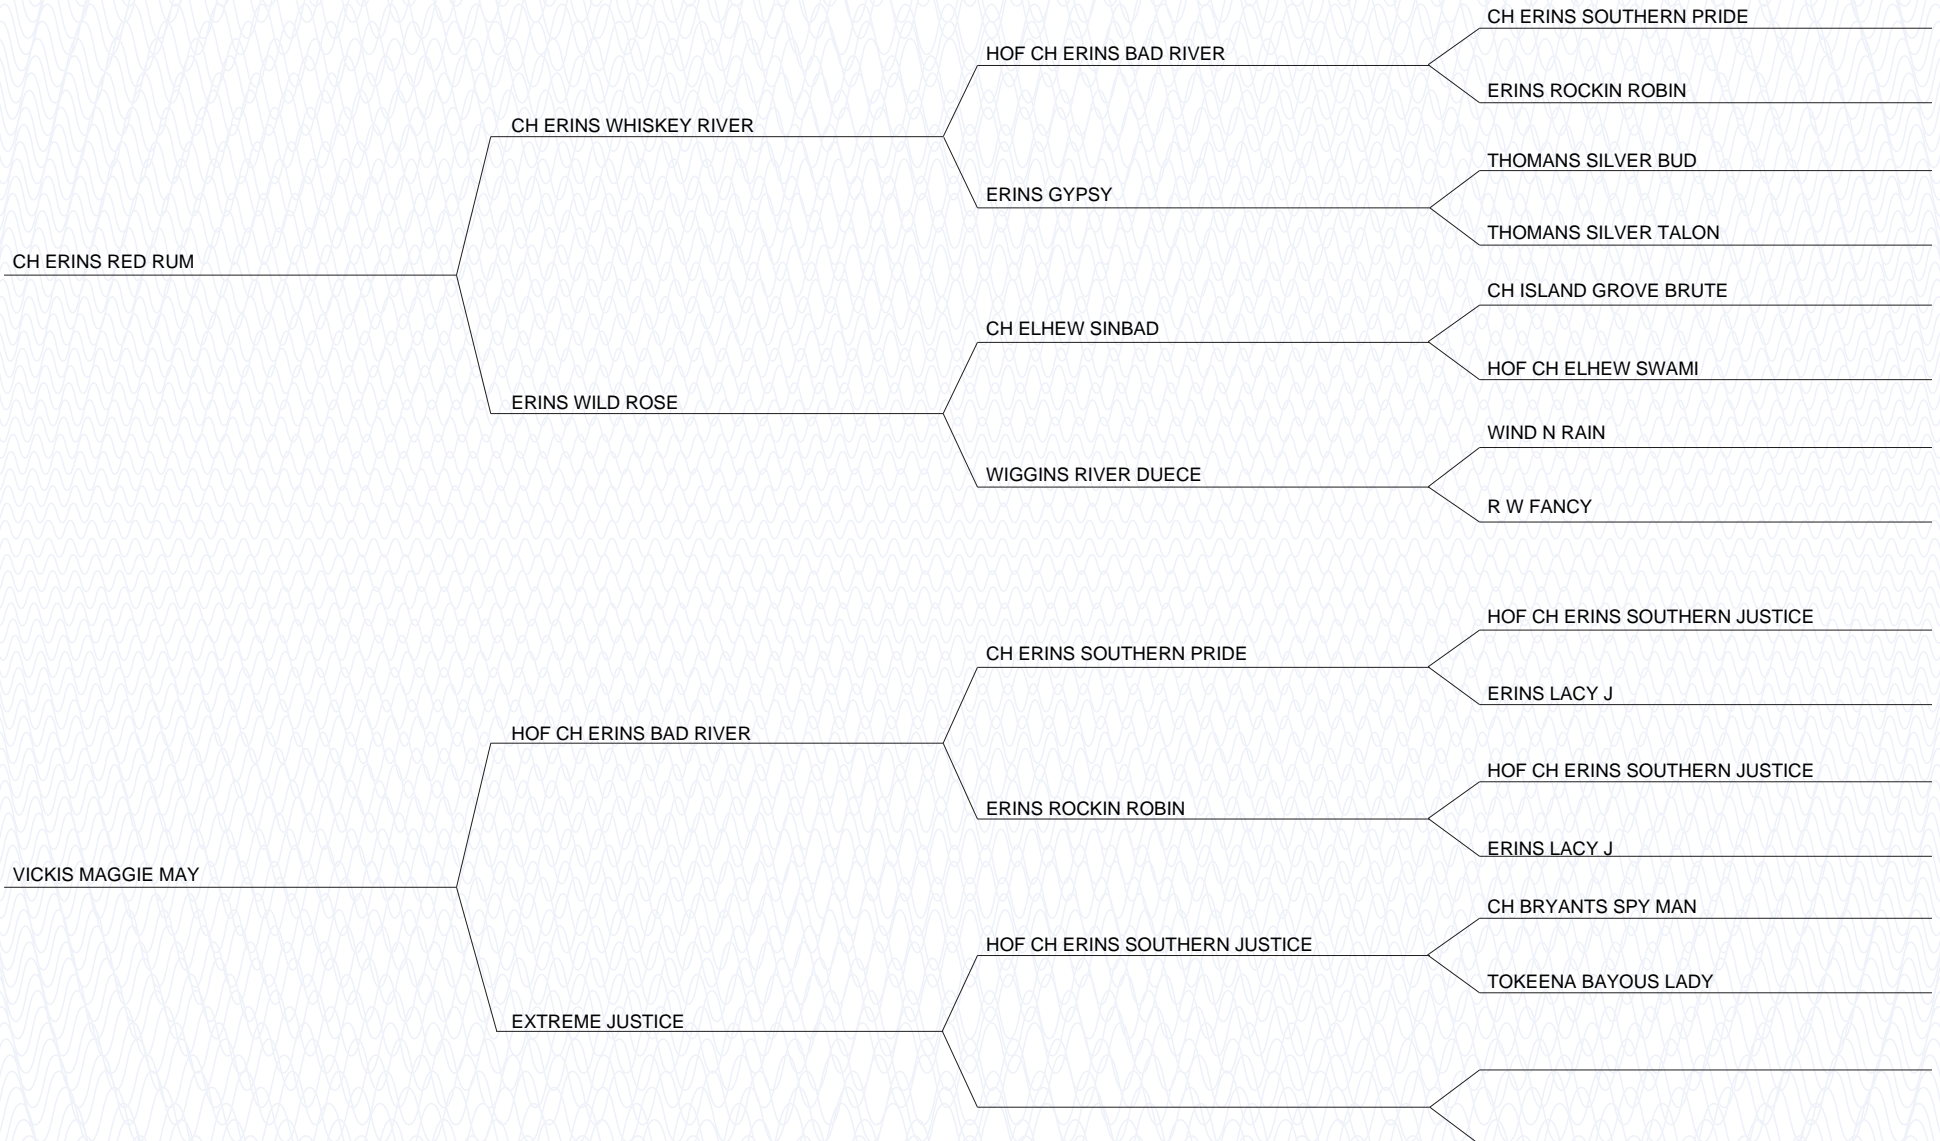 CH ERINS SOUTHERN PRIDE
HOF CH ERINS BAD RIVER
ERINS ROCKIN ROBIN
CH ERINS WHISKEY RIVER
THOMANS SILVER BUD
ERINS GYPSY
THOMANS SILVER TALON
CH ERINS RED RUM
CH ISLAND GROVE BRUTE
CH ELHEW SINBAD
HOF CH ELHEW SWAMI
ERINS WILD ROSE
WIND N RAIN
WIGGINS RIVER DUECE
R W FANCY
HOF CH ERINS SOUTHERN JUSTICE
CH ERINS SOUTHERN PRIDE
ERINS LACY J
HOF CH ERINS BAD RIVER
HOF CH ERINS SOUTHERN JUSTICE
ERINS ROCKIN ROBIN
ERINS LACY J
VICKIS MAGGIE MAY
CH BRYANTS SPY MAN
HOF CH ERINS SOUTHERN JUSTICE
TOKEENA BAYOUS LADY
EXTREME JUSTICE